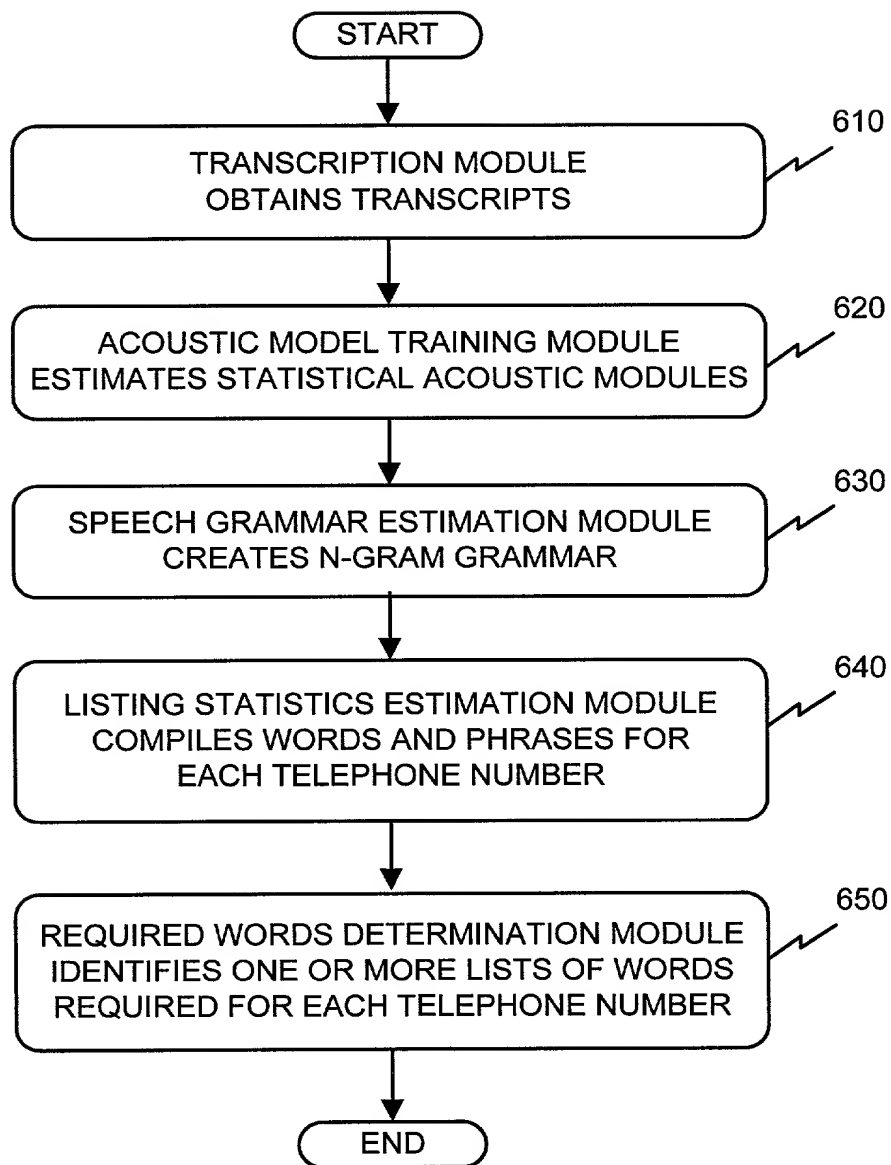 START
610
TRANSCRIPTION MODULE
OBTAINS TRANSCRIPTS
620
ACOUSTIC MODEL TRAINING MODULE
ESTIMATES STATISTICAL ACOUSTIC MODULES
630
SPEECH GRAMMAR ESTIMATION MODULE
CREATES N-GRAM GRAMMAR
640
LISTING STATISTICS ESTIMATION MODULE
COMPILES WORDS AND PHRASES FOR
EACH TELEPHONE NUMBER
650
REQUIRED WORDS DETERMINATION MODULE
IDENTIFIES ONE OR MORE LISTS OF WORDS
REQUIRED FOR EACH TELEPHONE NUMBER
END